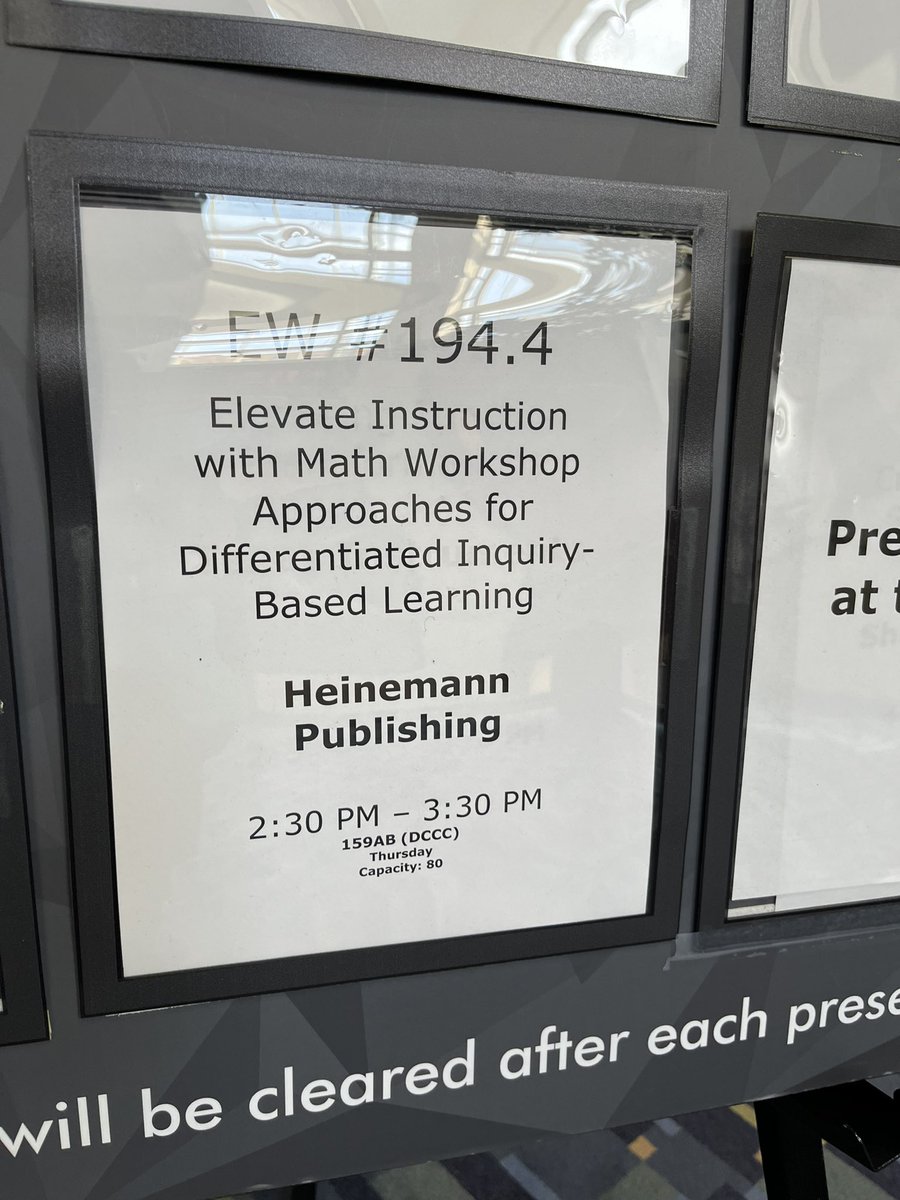 EW #194.4
Elevate Instruction
with Math Workshop
Approaches for
Differentiated Inquiry-
Based Learning
Heinemann
Publishing
2:30 PM – 3:30 PM
159AB (DCCC)
Thursday
Capacity: 80
Pre
at t
will be cleared after each prese